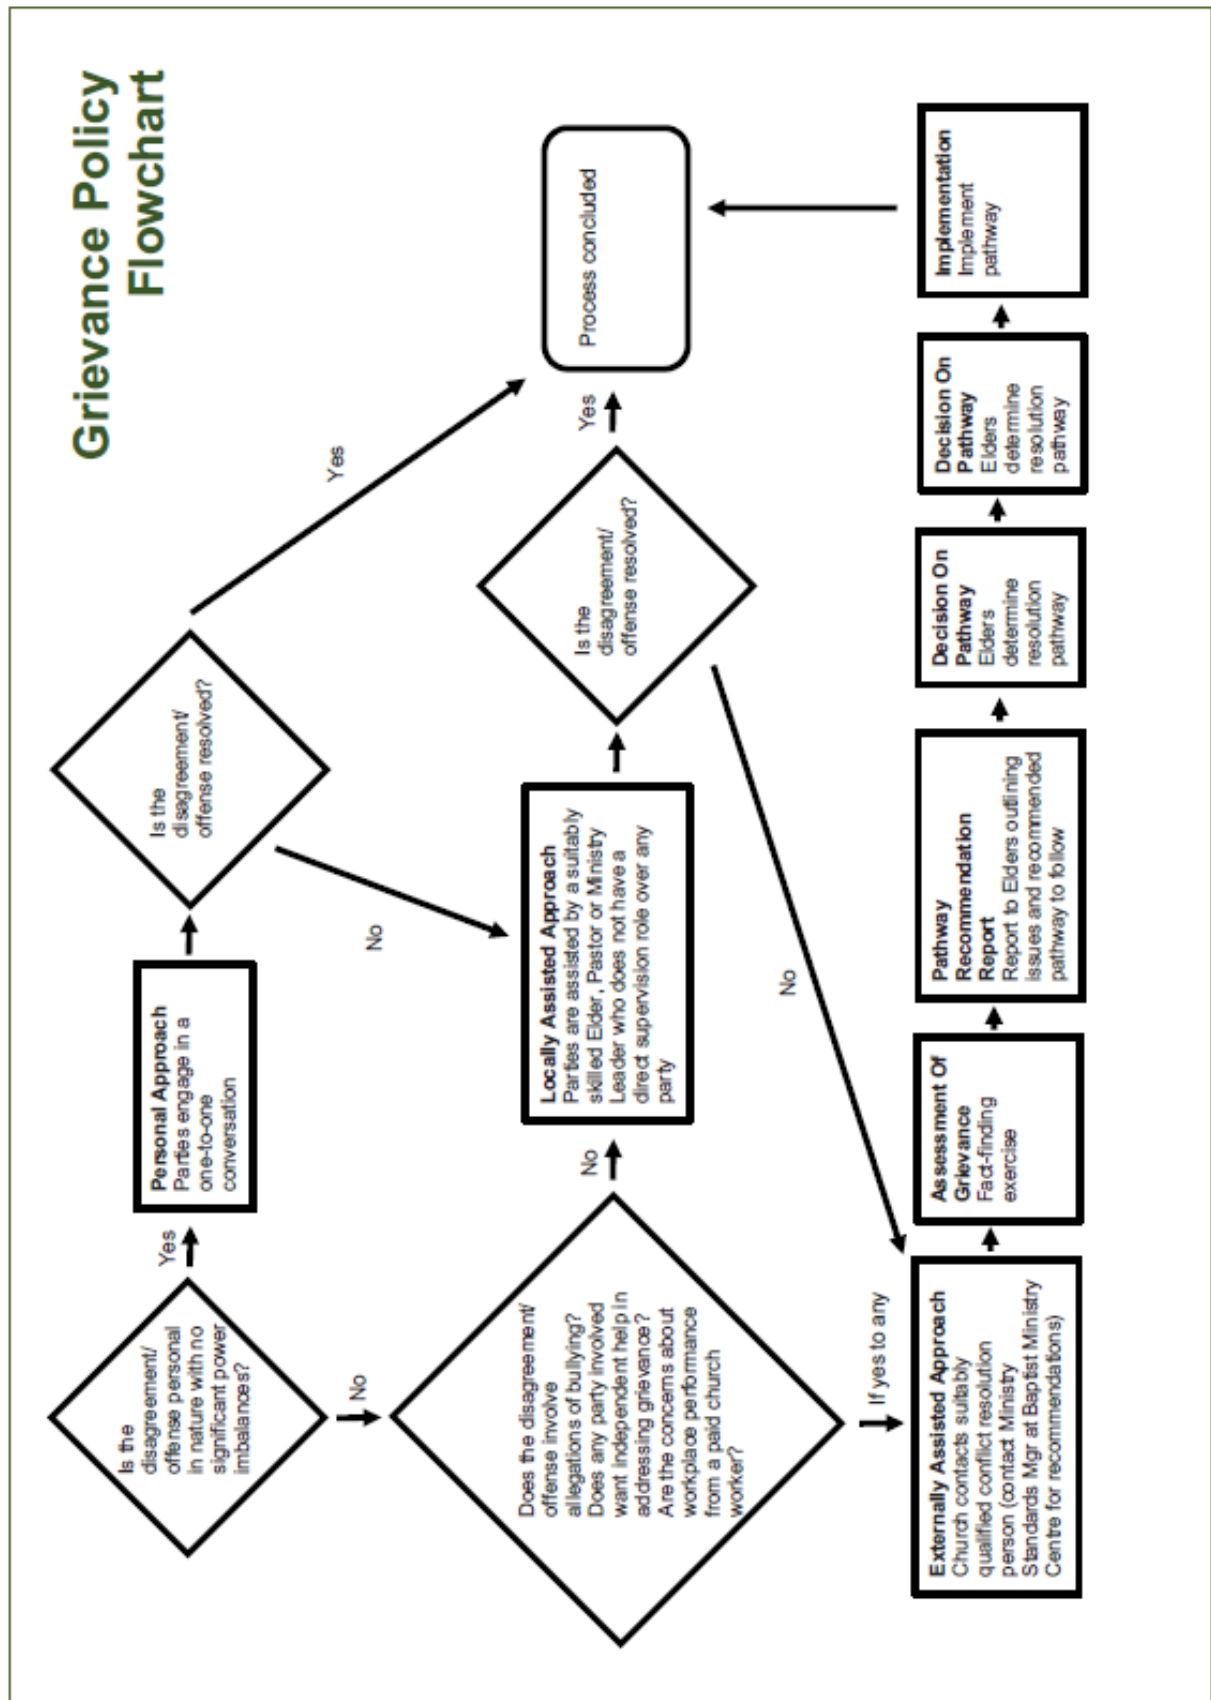 Grievance Policy
Flowchart
Is the
disagreement/
offense personal
in nature with no
significant power
imbalances?
Yes
Personal Approach
Parties engage in a
one-to-one
conversation
Is the
disagreement/
offense resolved?
Yes
No
No
Does the disagreement/
offense involve
allegations of bullying?
Does any party involved
want independent help in
addressing grievance?
Are the concerns about
workplace performance
from a paid church
worker?
No
Locally Assisted Approach
Parties are assisted by a suitably
skilled Elder, Pastor or Ministry
Leader who does not have a
direct supervision role over any
party
Is the
disagreement/
offense resolved?
Yes
Process concluded
No
If yes to any
Externally Assisted Approach
Church contacts suitably
qualified conflict resolution
person (contact Ministry
Standards Mgr at Baptist Ministry
Centre for recommendations)
Assessment Of
Grievance
Fact-finding
exercise
Pathway
Recommendation
Report
Report to Elders outlining
issues and recommended
pathway to follow
Decision On
Pathway
Elders
determine
resolution
pathway
Decision On
Pathway
Elders
determine
resolution
pathway
Implementation
Implement
pathway